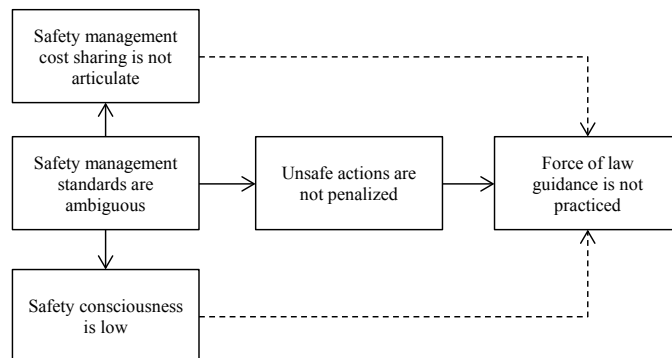 Safety management
cost sharing is not
articulate
Safety management
standards are
ambiguous
Unsafe actions are
not penalized
Force of law
guidance is not
practiced
Safety consciousness
is low